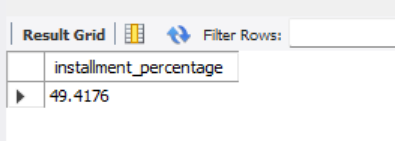 Result Grid Filter Rows:
installment_percentage
49.4176